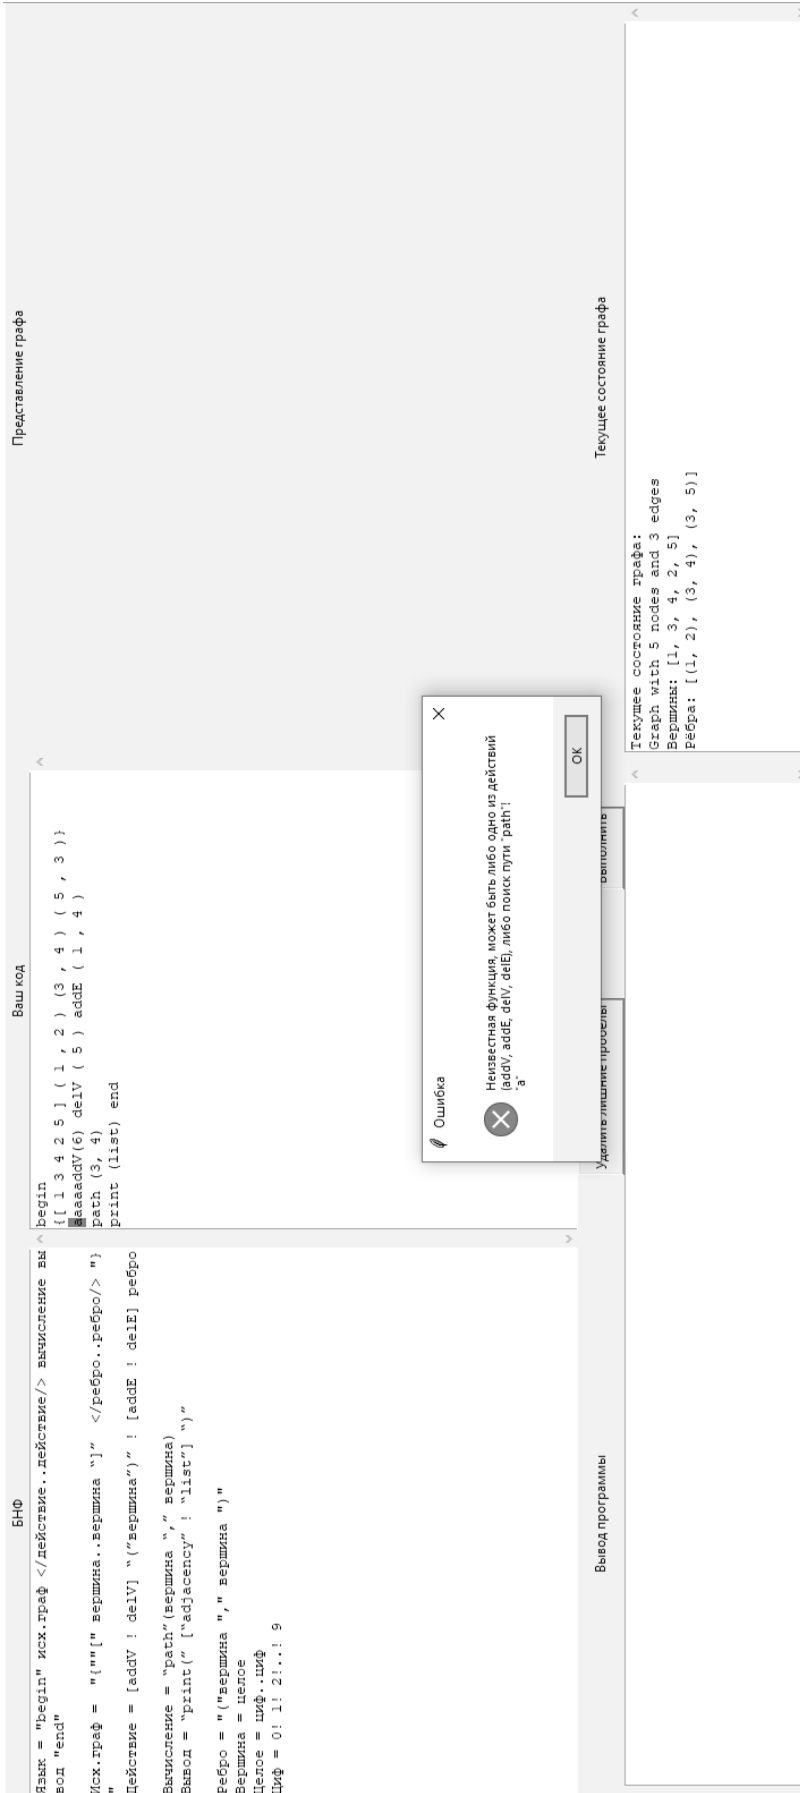 БНФ
Язык = "begin" исх.граф </действие..действие/> вычисление вы
вод "end"
Исх.граф = "{""[" вершина..вершина “]” </ребро..ребро/> "}
"
Действие = [addV ! delV] “(”вершина”)” ! [addE ! delE] ребро
Вычисление = “path”(вершина “,” вершина)
Вывод = “print(” [“adjacency” ! “list”] “)”
Ребро = "("вершина "," вершина ")"
Вершина = целое
Целое = циф..циф
Циф = 0! 1! 2!..! 9
Ваш код
begin
{[ 1 3 4 2 5 ] ( 1 , 2 ) (3 , 4 ) ( 5 , 3 )}
aaaaaddV(6) delV ( 5 ) addE ( 1 , 4 )
path (3, 4)
print (list) end
Представление графа
Ошибка
Неизвестная функция, может быть либо одно из действий
(addV, addE, delV, delE), либо поиск пути "path"!
"a"
OK
Удалить лишние пробелы
Выполнить
Вывод программы
Текущее состояние графа
Текущее состояние графа:
Graph with 5 nodes and 3 edges
Вершины: [1, 3, 4, 2, 5]
Рёбра: [(1, 2), (3, 4), (3, 5)]